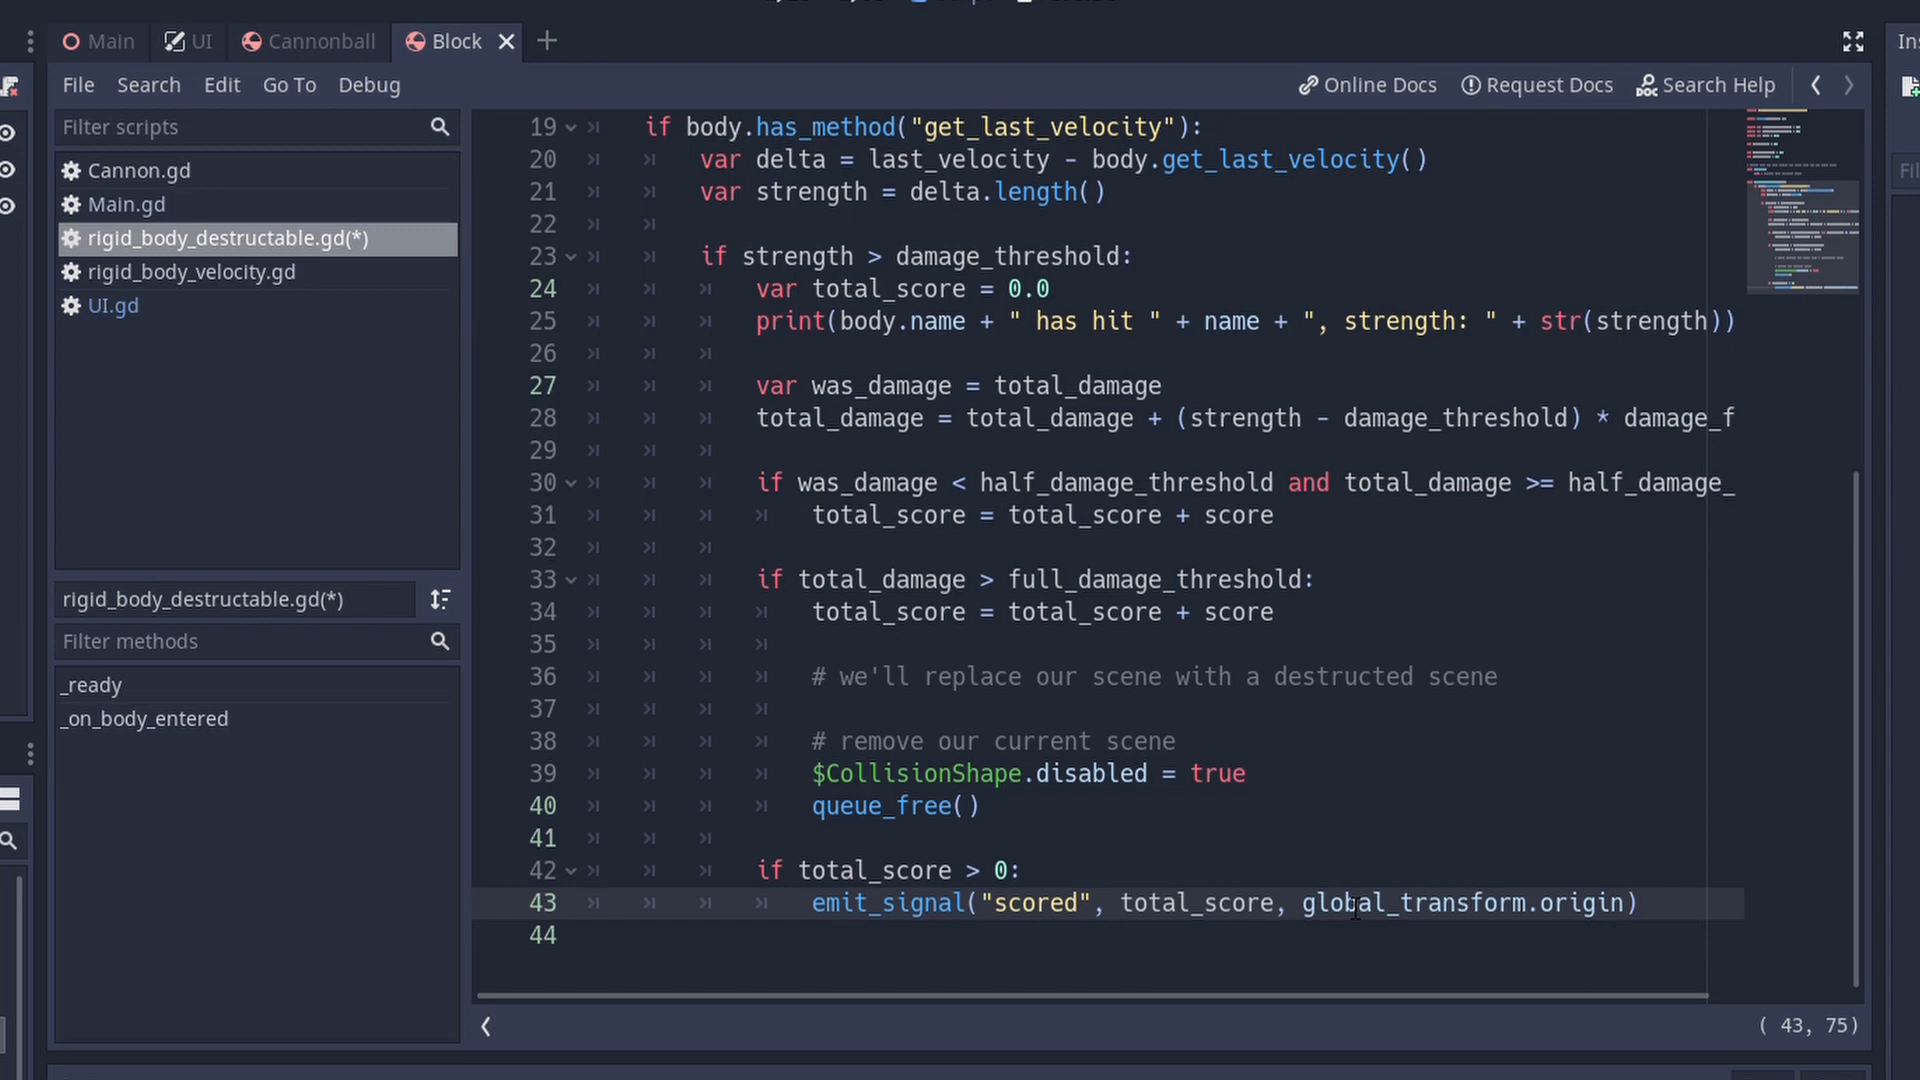 Main
UI
Cannonball
Block
File
Search
Edit
Go To
Debug
Online Docs
Request Docs
Search Help
Filter scripts
Cannon.gd
Main.gd
rigid_body_destructable.gd(*)
rigid_body_velocity.gd
UI.gd
rigid_body_destructable.gd(*)
Filter methods
_ready
_on_body_entered
19 if body.has_method("get_last_velocity"):
20 var delta = last_velocity - body.get_last_velocity()
21 var strength = delta.length()
22
23 if strength > damage_threshold:
24 var total_score = 0.0
25 print(body.name + " has hit " + name + ", strength: " + str(strength))
26
27 var was_damage = total_damage
28 total_damage = total_damage + (strength - damage_threshold) * damage_f
29
30 if was_damage < half_damage_threshold and total_damage >= half_damage_
31 total_score = total_score + score
32
33 if total_damage > full_damage_threshold:
34 total_score = total_score + score
35
36 # we'll replace our scene with a destructed scene
37
38 # remove our current scene
39 $CollisionShape.disabled = true
40 queue_free()
41
42 if total_score > 0:
43 emit_signal("scored", total_score, global_transform.origin)
44
( 43, 75)
In
Fil